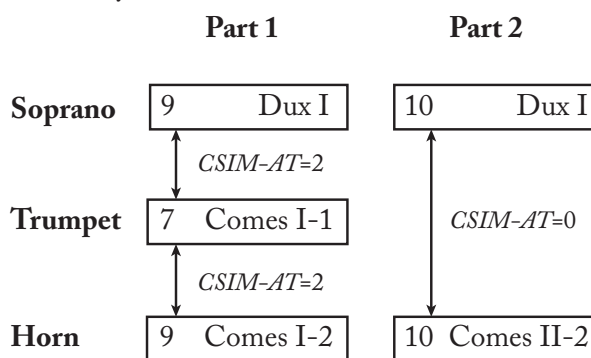 Part 1 Part 2
Soprano 9 Dux I 10 Dux I
CSIM-AT=2
Trumpet 7 Comes I-1 CSIM-AT=0
CSIM-AT=2
Horn 9 Comes I-2 10 Comes II-2